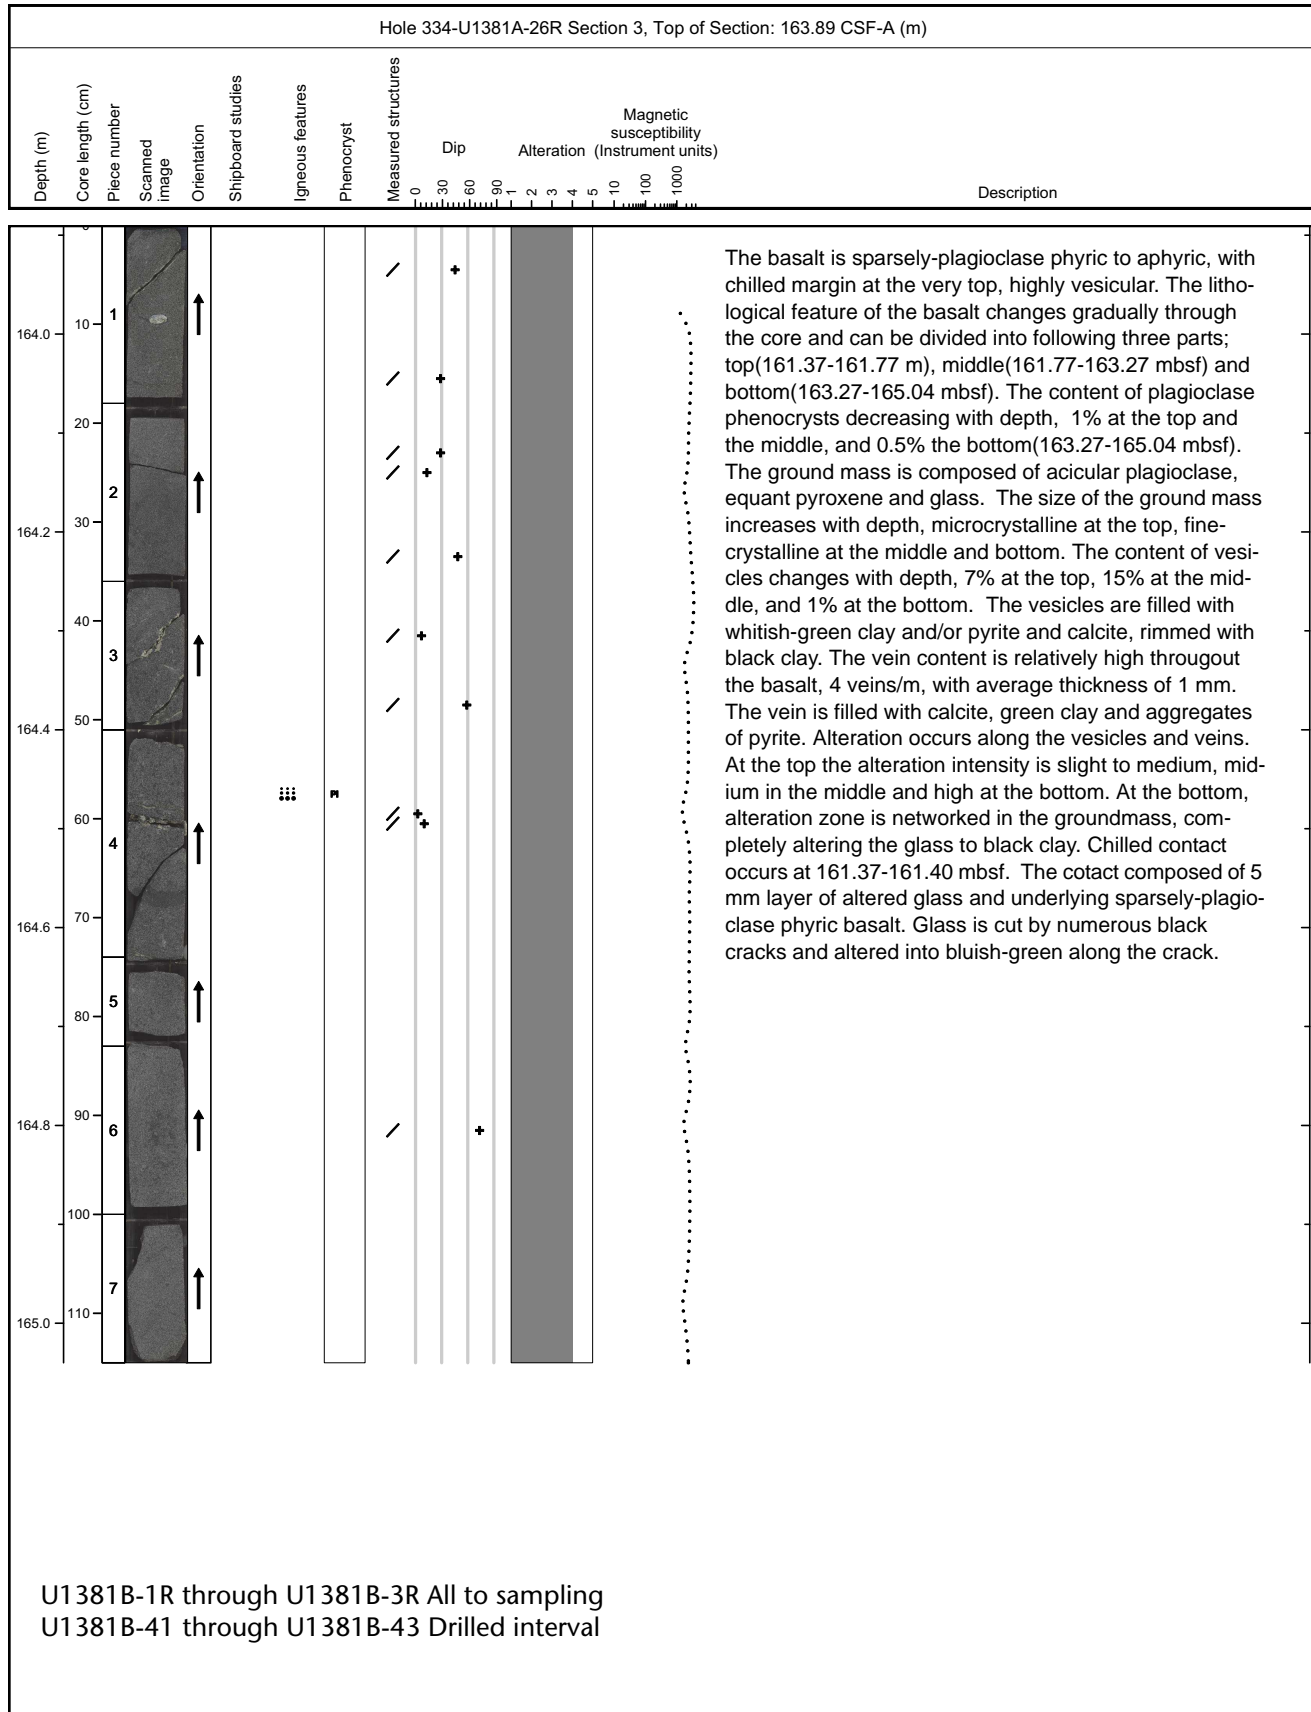 Hole 334-U1381A-26R Section 3, Top of Section: 163.89 CSF-A (m)
Depth (m)
Core length (cm)
Piece number
Scanned
image
Orientation
Shipboard studies
Igneous features
Phenocryst
Measured structures
Dip
0 30 60 90
Alteration
1 2 3 4 5
Magnetic
susceptibility
(Instrument units)
10 100 1000
Description
The basalt is sparsely-plagioclase phyric to aphyric, with
chilled margin at the very top, highly vesicular. The litho-
logical feature of the basalt changes gradually through
the core and can be divided into following three parts;
top(161.37-161.77 m), middle(161.77-163.27 mbsf) and
bottom(163.27-165.04 mbsf). The content of plagioclase
phenocrysts decreasing with depth, 1% at the top and
the middle, and 0.5% the bottom(163.27-165.04 mbsf).
The ground mass is composed of acicular plagioclase,
equant pyroxene and glass. The size of the ground mass
increases with depth, microcrystalline at the top, fine-
crystalline at the middle and bottom. The content of vesi-
cles changes with depth, 7% at the top, 15% at the mid-
dle, and 1% at the bottom. The vesicles are filled with
whitish-green clay and/or pyrite and calcite, rimmed with
black clay. The vein content is relatively high througout
the basalt, 4 veins/m, with average thickness of 1 mm.
The vein is filled with calcite, green clay and aggregates
of pyrite. Alteration occurs along the vesicles and veins.
At the top the alteration intensity is slight to medium, mid-
ium in the middle and high at the bottom. At the bottom,
alteration zone is networked in the groundmass, com-
pletely altering the glass to black clay. Chilled contact
occurs at 161.37-161.40 mbsf. The cotact composed of 5
mm layer of altered glass and underlying sparsely-plagio-
clase phyric basalt. Glass is cut by numerous black
cracks and altered into bluish-green along the crack.
164.0
164.2
164.4
164.6
164.8
165.0
0
10
20
30
40
50
60
70
80
90
100
110
1
2
3
4
5
6
7
Pl
U1381B-1R through U1381B-3R All to sampling
U1381B-41 through U1381B-43 Drilled interval